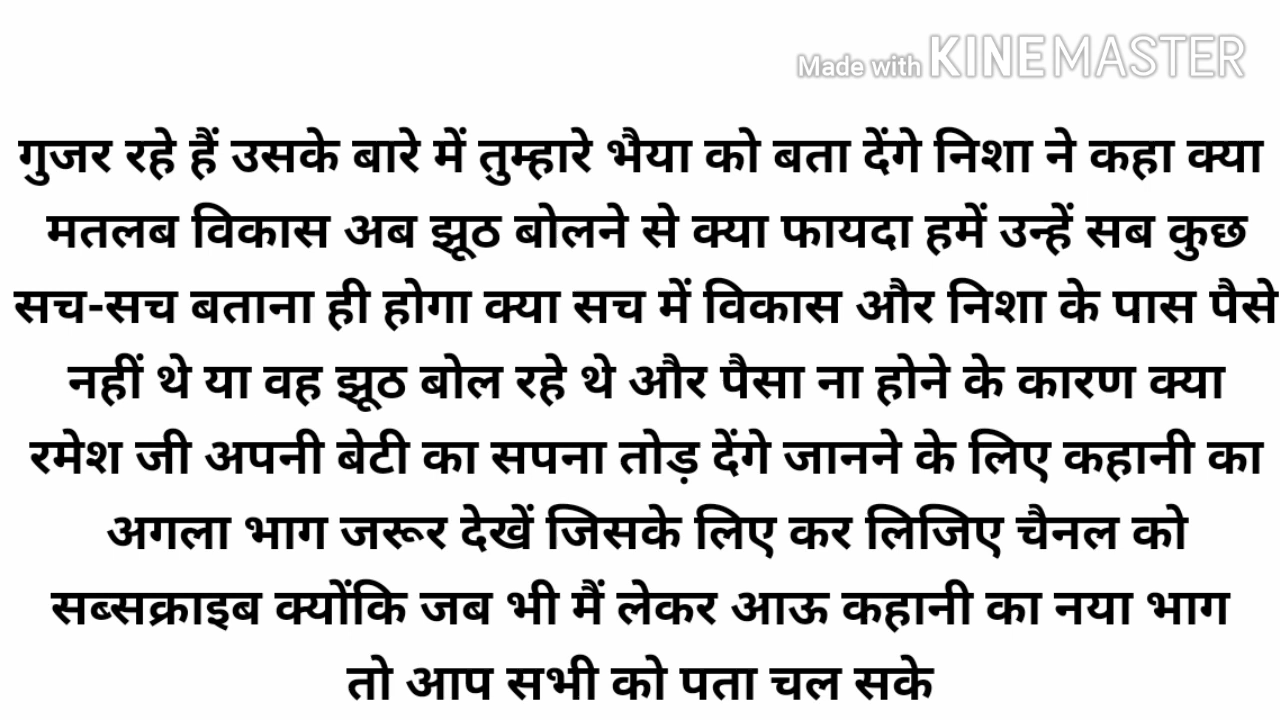 Made with KINEMASTER
गुजर रहे हैं उसके बारे में तुम्हारे भैया को बता देंगे निशा ने कहा क्या
मतलब विकास अब झूठ बोलने से क्या फायदा हमें उन्हें सब कुछ
सच-सच बताना ही होगा क्या सच में विकास और निशा के पास पैसे
नहीं थे या वह झूठ बोल रहे थे और पैसा ना होने के कारण क्या
रमेश जी अपनी बेटी का सपना तोड़ देंगे जानने के लिए कहानी का
अगला भाग जरूर देखें जिसके लिए कर लिजिए चैनल को
सब्सक्राइब क्योंकि जब भी मैं लेकर आऊ कहानी का नया भाग
तो आप सभी को पता चल सके